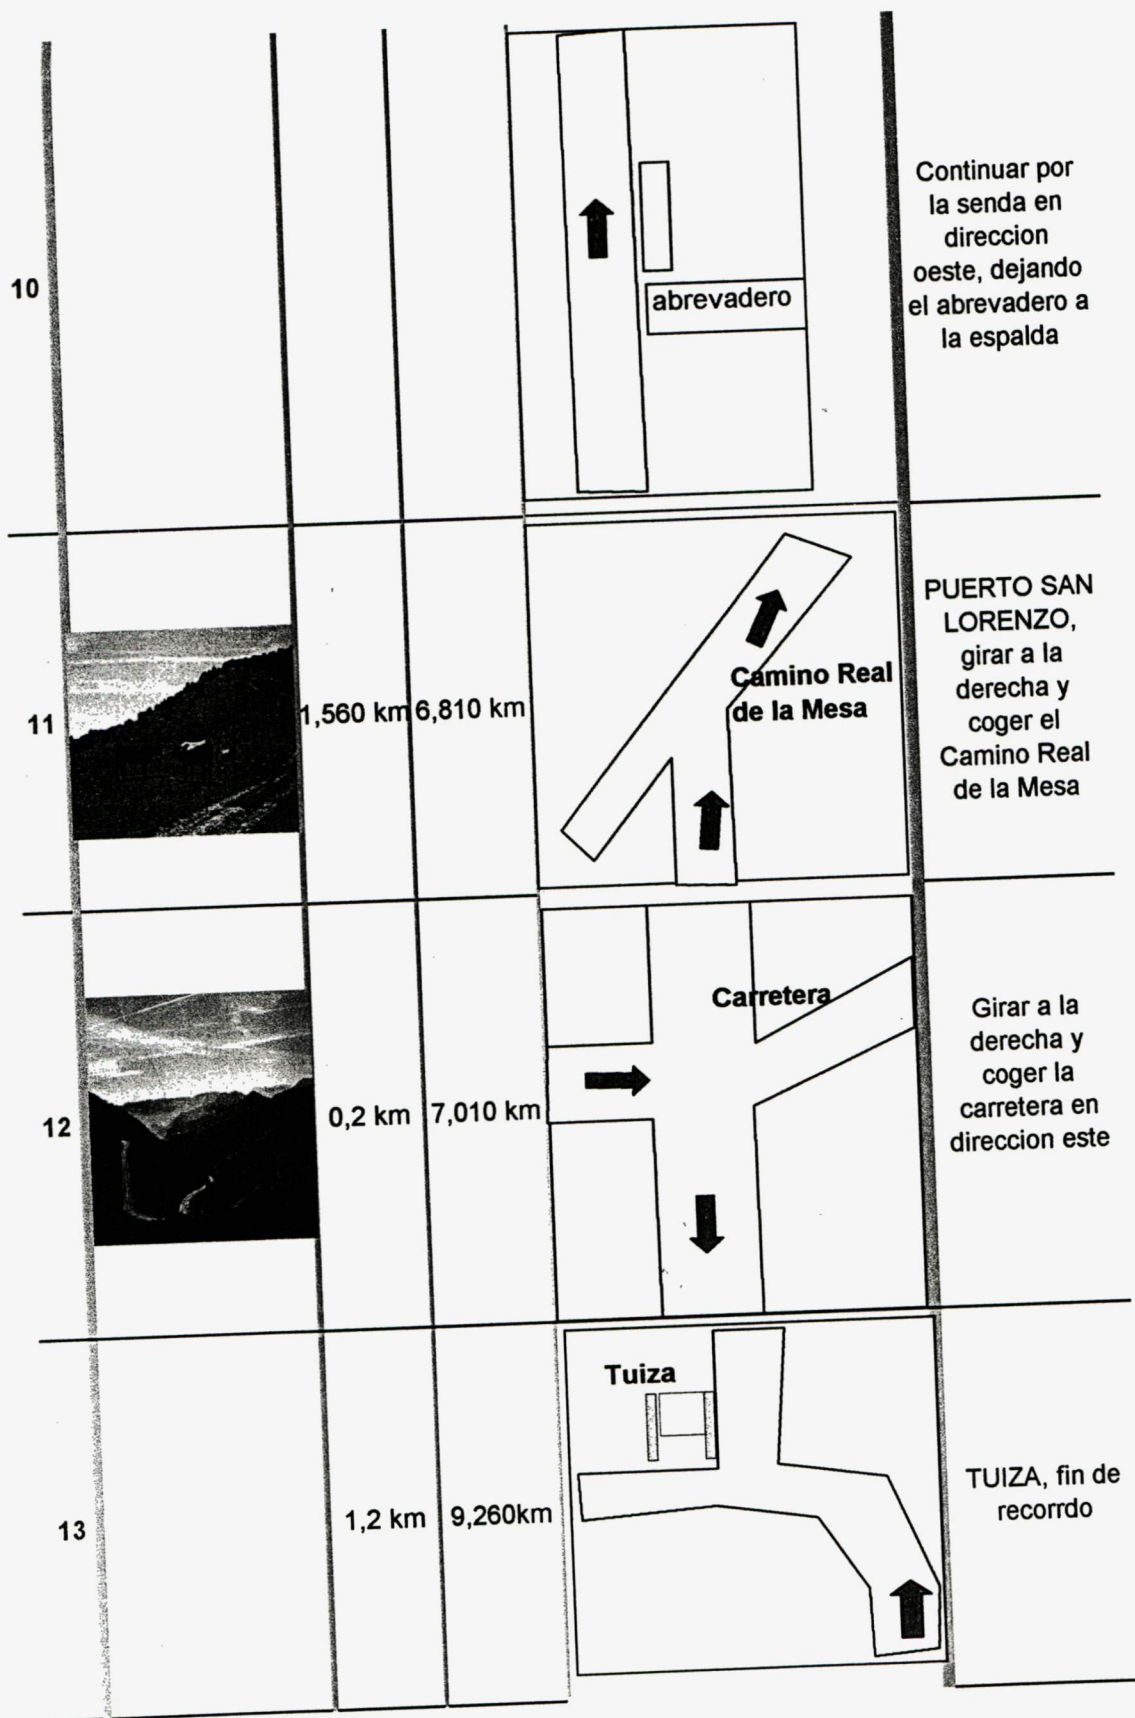 10
abrevadero
Continuar por
la senda en
direccion
oeste, dejando
el abrevadero a
la espalda
11
1,560 km
6,810 km
Camino Real
de la Mesa
PUERTO SAN
LORENZO,
girar a la
derecha y
coger el
Camino Real
de la Mesa
12
0,2 km
7,010 km
Carretera
Girar a la
derecha y
coger la
carretera en
direccion este
13
1,2 km
9,260km
Tuiza
TUIZA, fin de
recorrdo